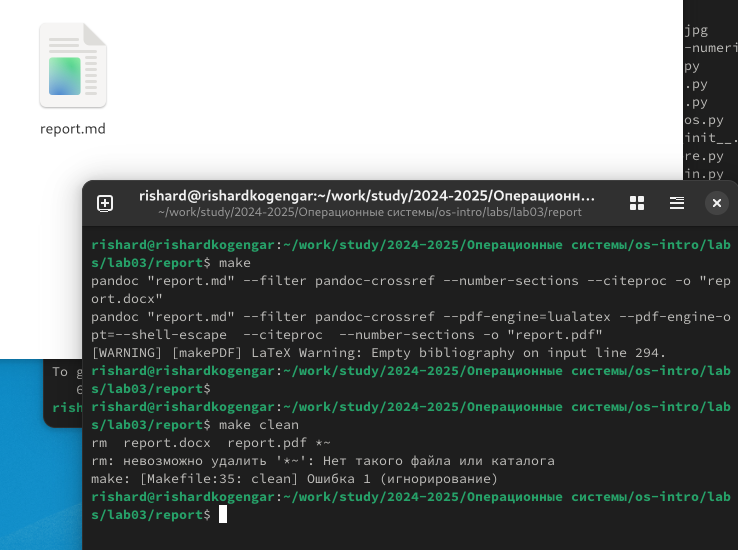 report.md
jpg
-numeri
py
.py
.py
os.py
init__.
re.py
in.py
rishard@rishardkogengar:~/work/study/2024-2025/Операционн...
~/work/study/2024-2025/Операционные системы/os-intro/labs/lab03/report
rishard@rishardkogengar:~/work/study/2024-2025/Операционные системы/os-intro/lab
s/lab03/report$ make
pandoc "report.md" --filter pandoc-crossref --number-sections --citeproc -o "rep
ort.docx"
pandoc "report.md" --filter pandoc-crossref --pdf-engine=lualatex --pdf-engine-o
pt=--shell-escape  --citeproc  --number-sections -o "report.pdf"
[WARNING] [makePDF] LaTeX Warning: Empty bibliography on input line 294.
rishard@rishardkogengar:~/work/study/2024-2025/Операционные системы/os-intro/lab
s/lab03/report$
rishard@rishardkogengar:~/work/study/2024-2025/Операционные системы/os-intro/lab
s/lab03/report$ make clean
rm  report.docx  report.pdf *~
rm: невозможно удалить '*~': Нет такого файла или каталога
make: [Makefile:35: clean] Ошибка 1 (игнорирование)
rishard@rishardkogengar:~/work/study/2024-2025/Операционные системы/os-intro/lab
s/lab03/report$
To g
rish